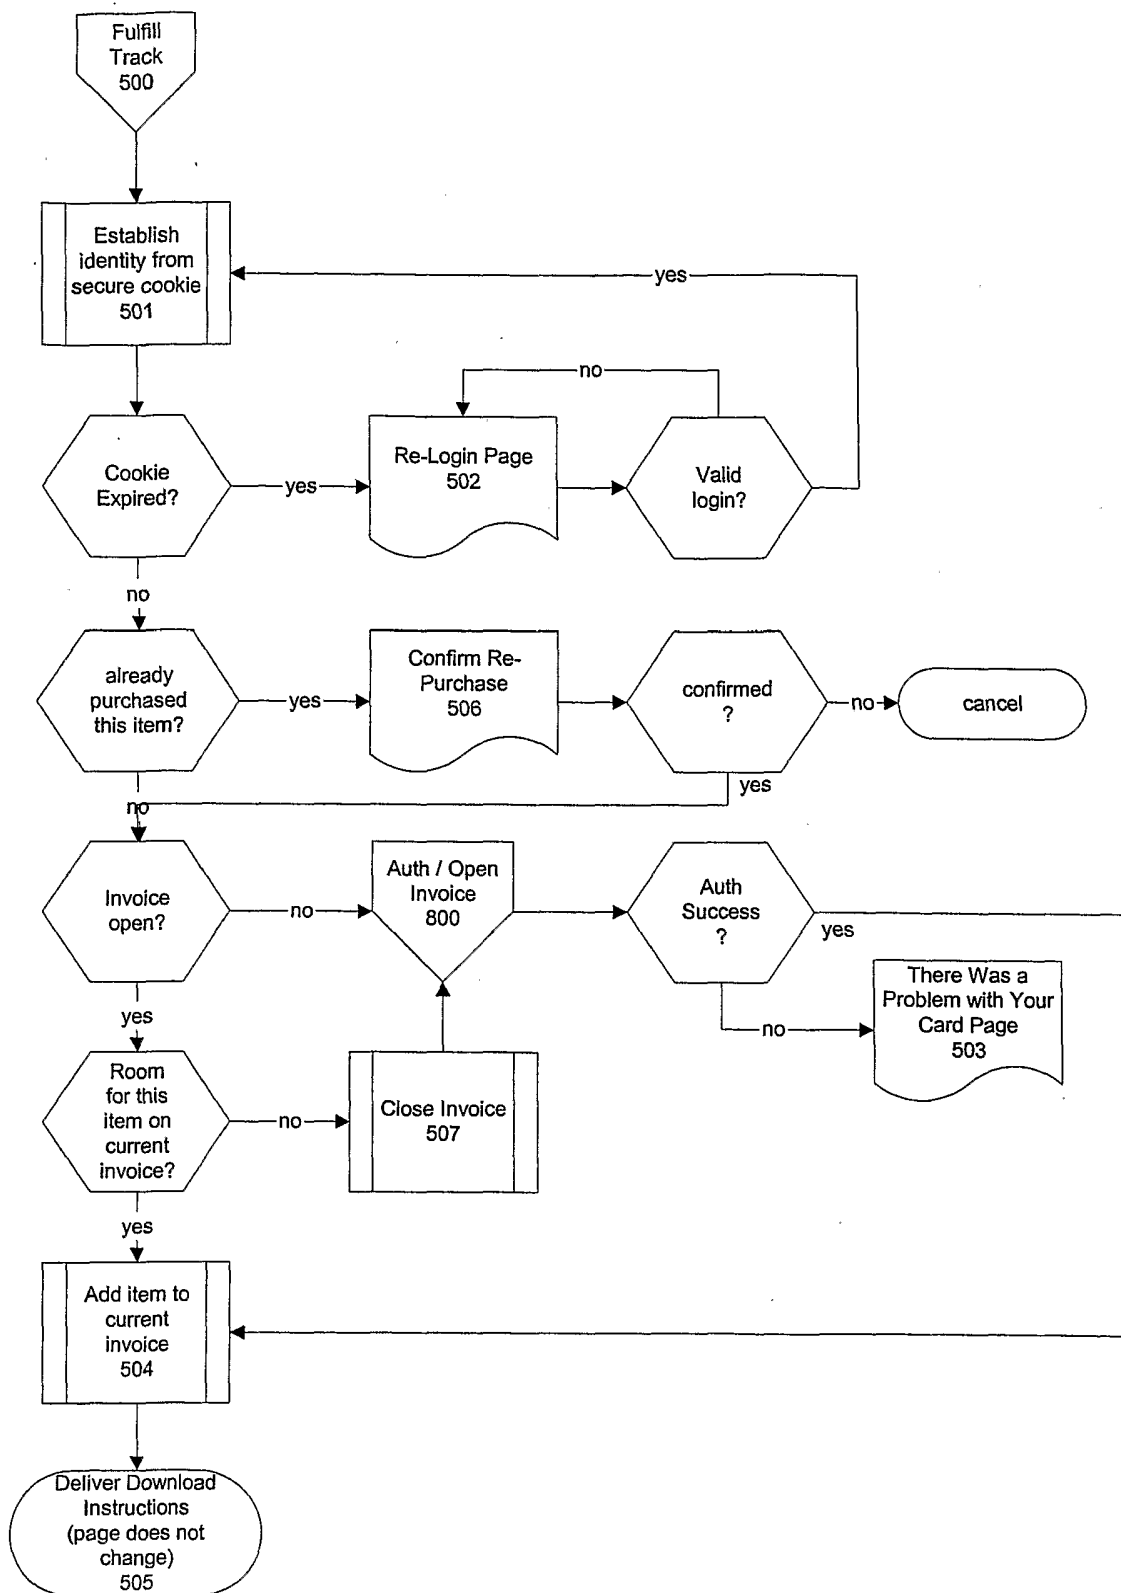 Fulfill
Track
500
Establish
identity from
secure cookie
501
yes
no
Cookie
Expired?
yes
Re-Login Page
502
Valid
login?
no
already
purchased
this item?
yes
Confirm Re-
Purchase
506
confirmed
?
no
cancel
yes
no
Invoice
open?
no
Auth / Open
Invoice
800
Auth
Success
?
yes
There Was a
Problem with Your
Card Page
503
no
yes
Room
for this
item on
current
invoice?
no
Close Invoice
507
yes
Add item to
current
invoice
504
Deliver Download
Instructions
(page does not
change)
505